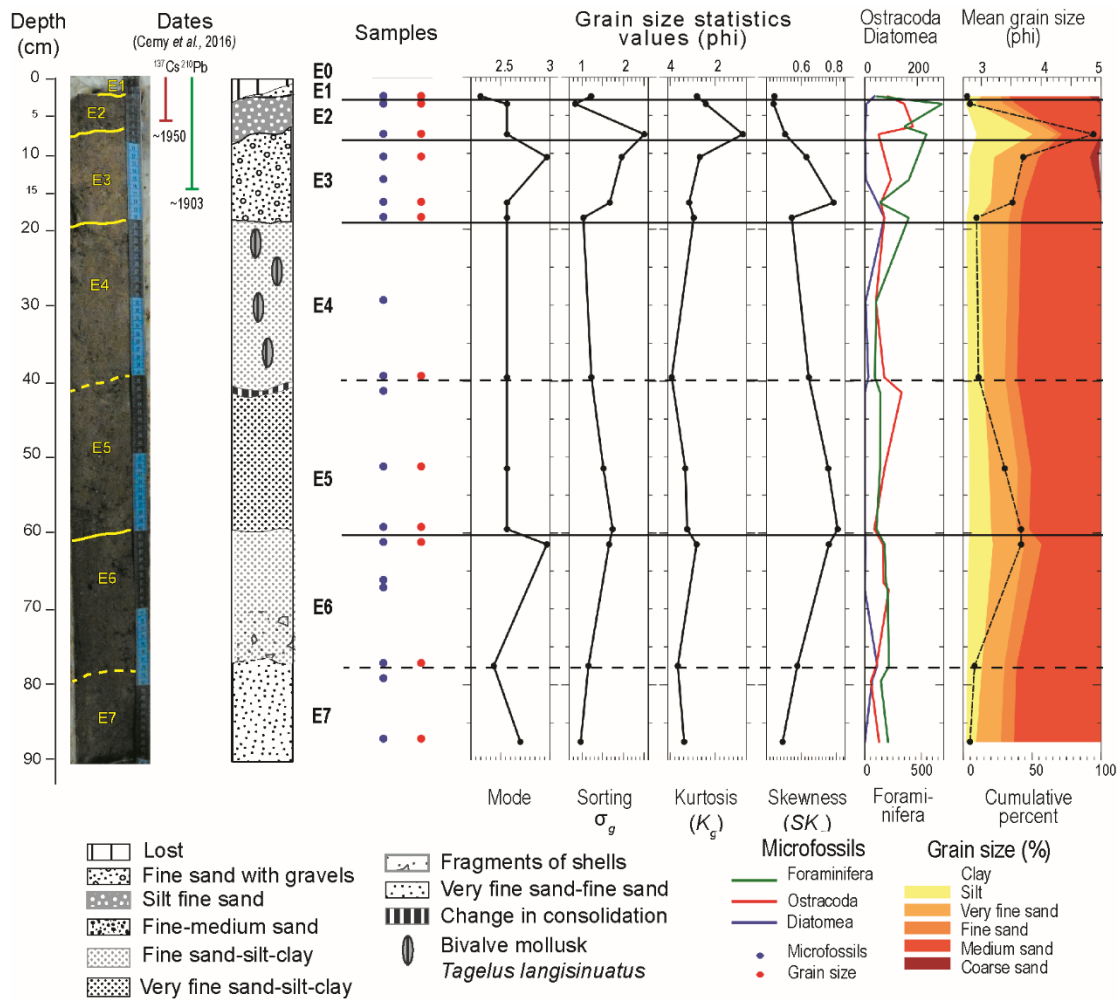 Depth
(cm)
Dates
(Cerny et al., 2016)
137Cs 210Pb
Samples
Grain size statistics
values (phi)
Ostracoda
Diatomea
Mean grain size
(phi)
2.5 3
1 2
4 2
0.6 0.8
0 200
3 4 5
0
5
10
15
20
30
40
50
60
70
80
90
E1
E2
E3
E4
E5
E6
E7
~1950
~1903
E0
E1
E2
E3
E4
E5
E6
E7
0 500
0 50 100
Mode
Sorting
σg
Kurtosis
(Kg)
Skewness
(SK_)
Forami-
nifera
Cumulative
percent
Lost
Fine sand with gravels
Silt fine sand
Fine-medium sand
Fine sand-silt-clay
Very fine sand-silt-clay
Fragments of shells
Very fine sand-fine sand
Change in consolidation
Bivalve mollusk
Tagelus langisinuatus
Microfossils
Foraminifera
Ostracoda
Diatomea
Microfossils
Grain size
Grain size (%)
Clay
Silt
Very fine sand
Fine sand
Medium sand
Coarse sand